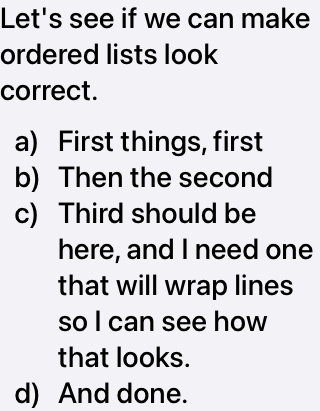 Let's see if we can make
ordered lists look
correct.
a) First things, first
b) Then the second
c) Third should be
here, and I need one
that will wrap lines
so I can see how
that looks.
d) And done.